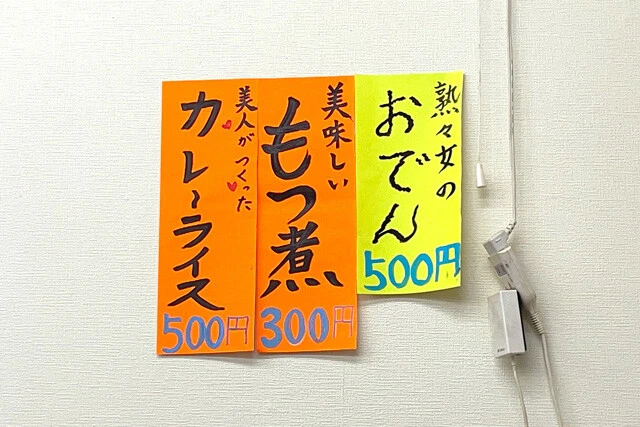 熟々女の
おでん
500円
美味しい
もつ煮
300円
美人がつくった
カレーライス
500円